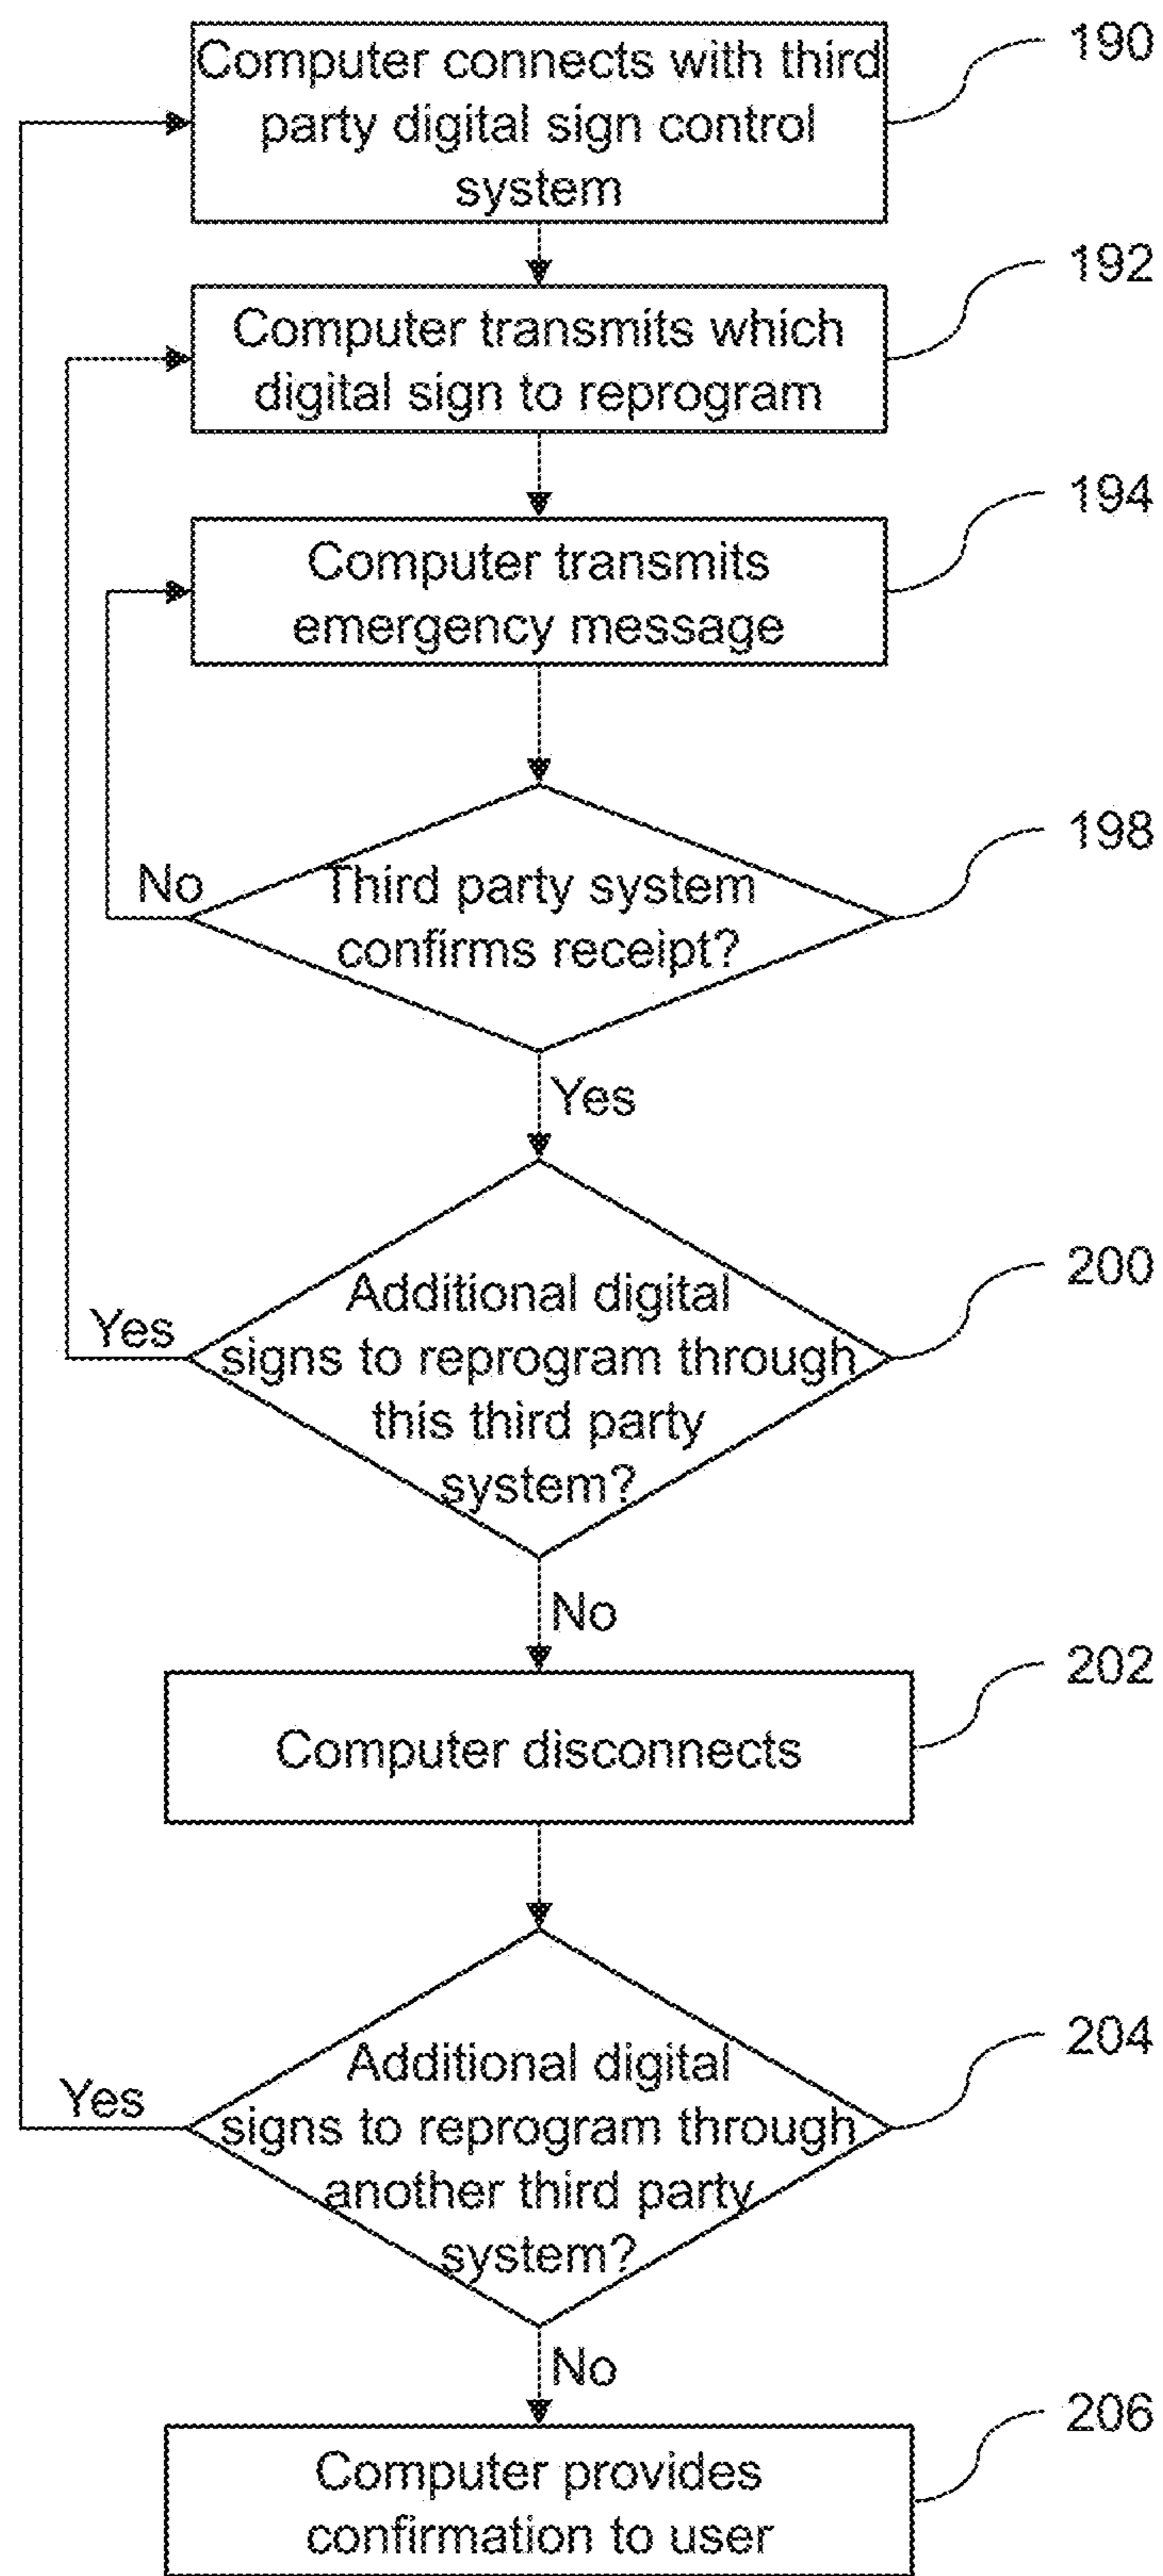 Computer connects with third
party digital sign control
system
190
Computer transmits which
digital sign to reprogram
192
Computer transmits
emergency message
194
Third party system
confirms receipt?
198
No
Yes
Additional digital
signs to reprogram through
this third party
system?
200
Yes
No
Computer disconnects
202
Additional digital
signs to reprogram through
another third party
system?
204
Yes
No
Computer provides
confirmation to user
206